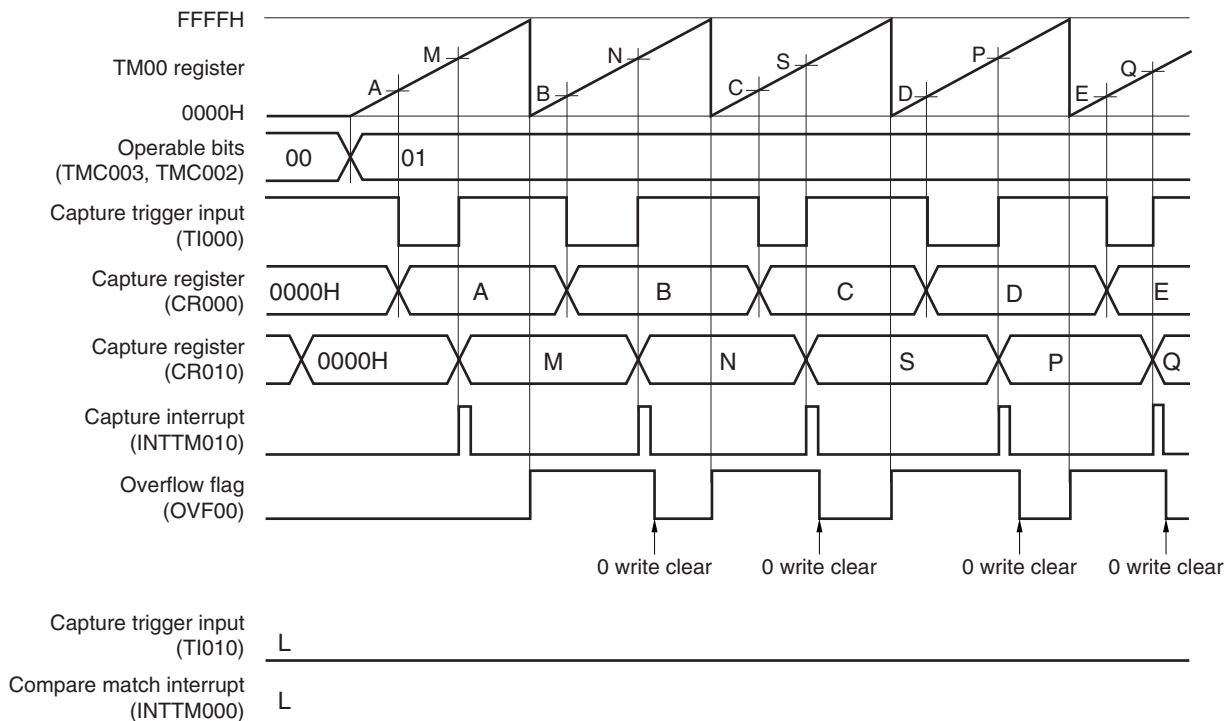 FFFFH
TM00 register
0000H
A M B N C S D P E Q
Operable bits
(TMC003, TMC002)
00 01
Capture trigger input
(TI000)
Capture register
(CR000)
0000H A B C D E
Capture register
(CR010)
0000H M N S P Q
Capture interrupt
(INTTM010)
Overflow flag
(OVF00)
0 write clear 0 write clear 0 write clear 0 write clear
Capture trigger input
(TI010)
L
Compare match interrupt
(INTTM000)
L